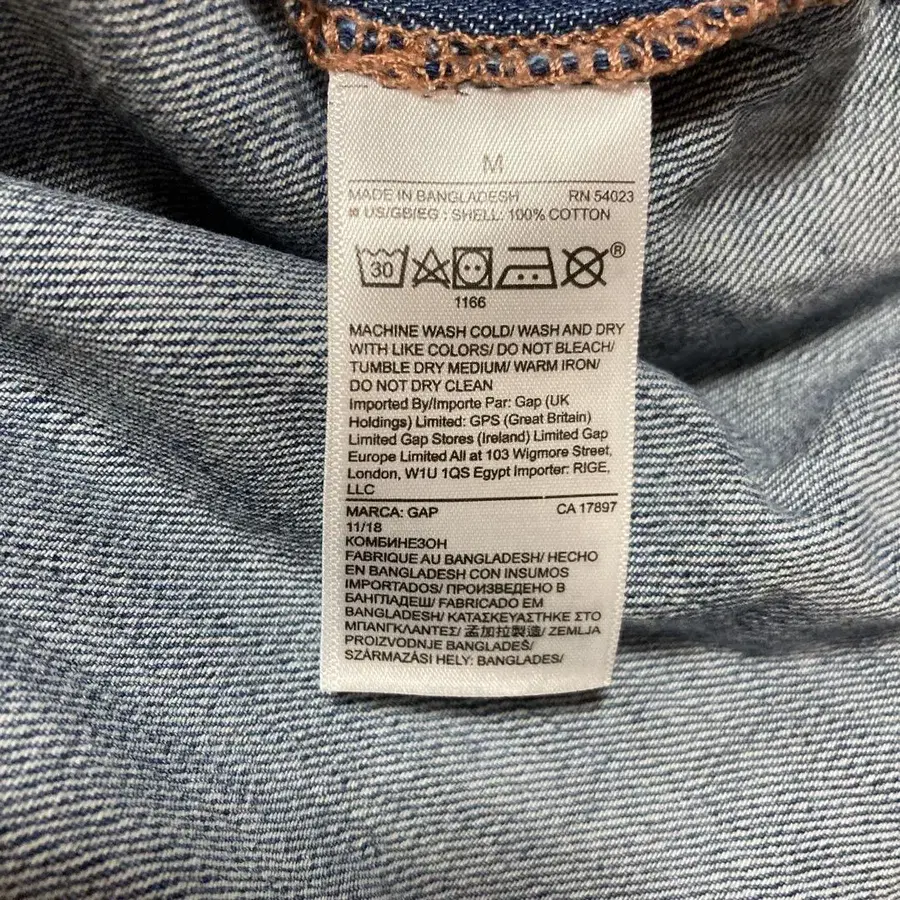 M
MADE IN BANGLADESH RN 54023
US/GB/EG : SHELL: 100% COTTON
30 ®
1166
MACHINE WASH COLD/ WASH AND DRY
WITH LIKE COLORS/ DO NOT BLEACH/
TUMBLE DRY MEDIUM/ WARM IRON/
DO NOT DRY CLEAN
Imported By/Importe Par: Gap (UK
Holdings) Limited: GPS (Great Britain)
Limited Gap Stores (Ireland) Limited Gap
Europe Limited All at 103 Wigmore Street,
London, W1U 1QS Egypt Importer: RIGE,
LLC
MARCA: GAP CA 17897
11/18
КОМБИНЕЗОН
FABRIQUE AU BANGLADESH/ HECHO
EN BANGLADESH CON INSUMOS
IMPORTADOS/ ПРОИЗВЕДЕНО В
БАНГЛАДЕШ/ FABRICADO EM
BANGLADESH/ ΚΑΤΑΣΚΕΥΑΣΤΗΚΕ ΣΤΟ
ΜΠΑΝΓΚΛΑΝΤΕΣ/ 孟加拉製造/ ZEMLJA
PROIZVODNJE BANGLADEŠ/
SZÁRMAZÁSI HELY: BANGLADES/